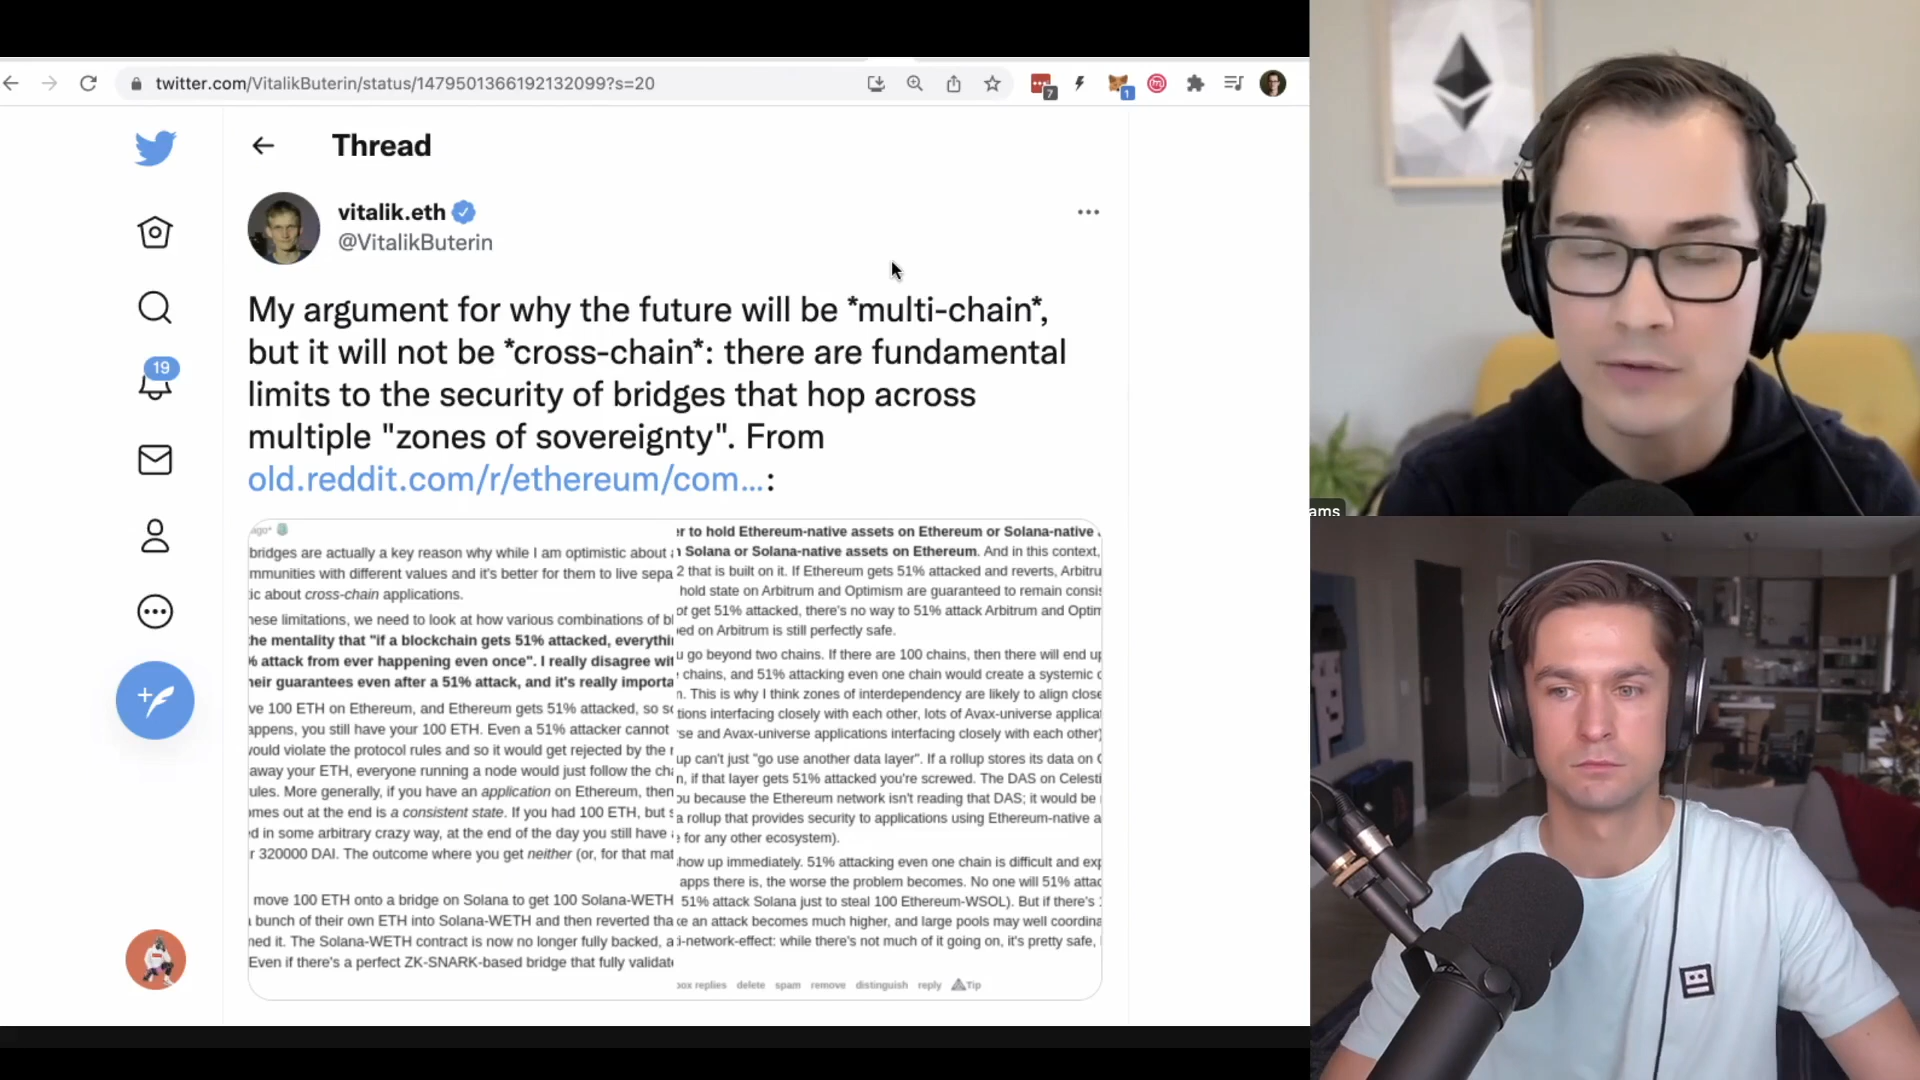 twitter.com/VitalikButerin/status/1479501366192132099?s=20
7
1
Thread
vitalik.eth
@VitalikButerin
19
My argument for why the future will be *multi-chain*,
but it will not be *cross-chain*: there are fundamental
limits to the security of bridges that hop across
multiple "zones of sovereignty". From
old.reddit.com/r/ethereum/com...:
ago*
bridges are actually a key reason why while I am optimistic about
mmunities with different values and it's better for them to live sepa
ic about cross-chain applications.
hese limitations, we need to look at how various combinations of bl
the mentality that "if a blockchain gets 51% attacked, everythi
% attack from ever happening even once". I really disagree wit
heir guarantees even after a 51% attack, and it's really importa
ve 100 ETH on Ethereum, and Ethereum gets 51% attacked, so so
appens, you still have your 100 ETH. Even a 51% attacker cannot
would violate the protocol rules and so it would get rejected by the r
away your ETH, everyone running a node would just follow the cha
ules. More generally, if you have an application on Ethereum, then
omes out at the end is a consistent state. If you had 100 ETH, but s
ed in some arbitrary crazy way, at the end of the day you still have
r 320000 DAI. The outcome where you get neither (or, for that mat
move 100 ETH onto a bridge on Solana to get 100 Solana-WETH
bunch of their own ETH into Solana-WETH and then reverted tha
med it. The Solana-WETH contract is now no longer fully backed, a
Even if there's a perfect ZK-SNARK-based bridge that fully validate
er to hold Ethereum-native assets on Ethereum or Solana-native
Solana or Solana-native assets on Ethereum. And in this context,
2 that is built on it. If Ethereum gets 51% attacked and reverts, Arbitru
hold state on Arbitrum and Optimism are guaranteed to remain consis
ot get 51% attacked, there's no way to 51% attack Arbitrum and Optim
ed on Arbitrum is still perfectly safe.
u go beyond two chains. If there are 100 chains, then there will end up
chains, and 51% attacking even one chain would create a systemic c
n. This is why I think zones of interdependency are likely to align close
tions interfacing closely with each other, lots of Avax-universe applicat
se and Avax-universe applications interfacing closely with each other)
up can't just "go use another data layer". If a rollup stores its data on C
n, if that layer gets 51% attacked you're screwed. The DAS on Celesti
ou because the Ethereum network isn't reading that DAS; it would be
a rollup that provides security to applications using Ethereum-native a
e for any other ecosystem).
show up immediately. 51% attacking even one chain is difficult and exp
apps there is, the worse the problem becomes. No one will 51% attac
51% attack Solana just to steal 100 Ethereum-WSOL). But if there's
ke an attack becomes much higher, and large pools may well coordina
i-network-effect: while there's not much of it going on, it's pretty safe,
box replies delete spam remove distinguish reply Tip
ams